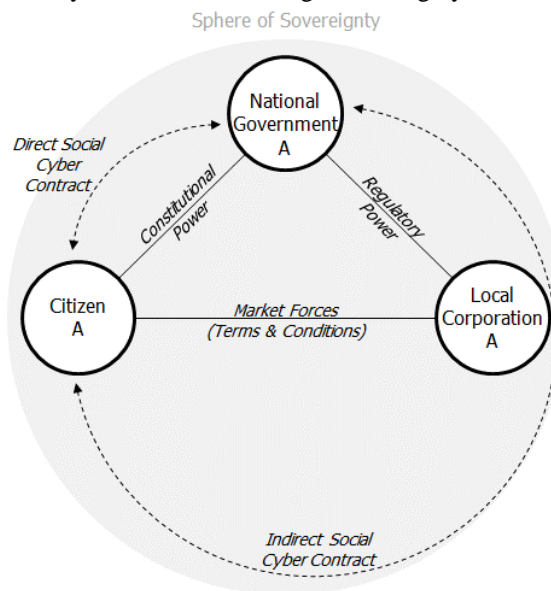 Sphere of Sovereignty
National
Government
A
Direct Social
Cyber
Contract
Constitutional
Power
Regulatory
Power
Citizen
A
Market Forces
(Terms & Conditions)
Local
Corporation
A
Indirect Social
Cyber Contract